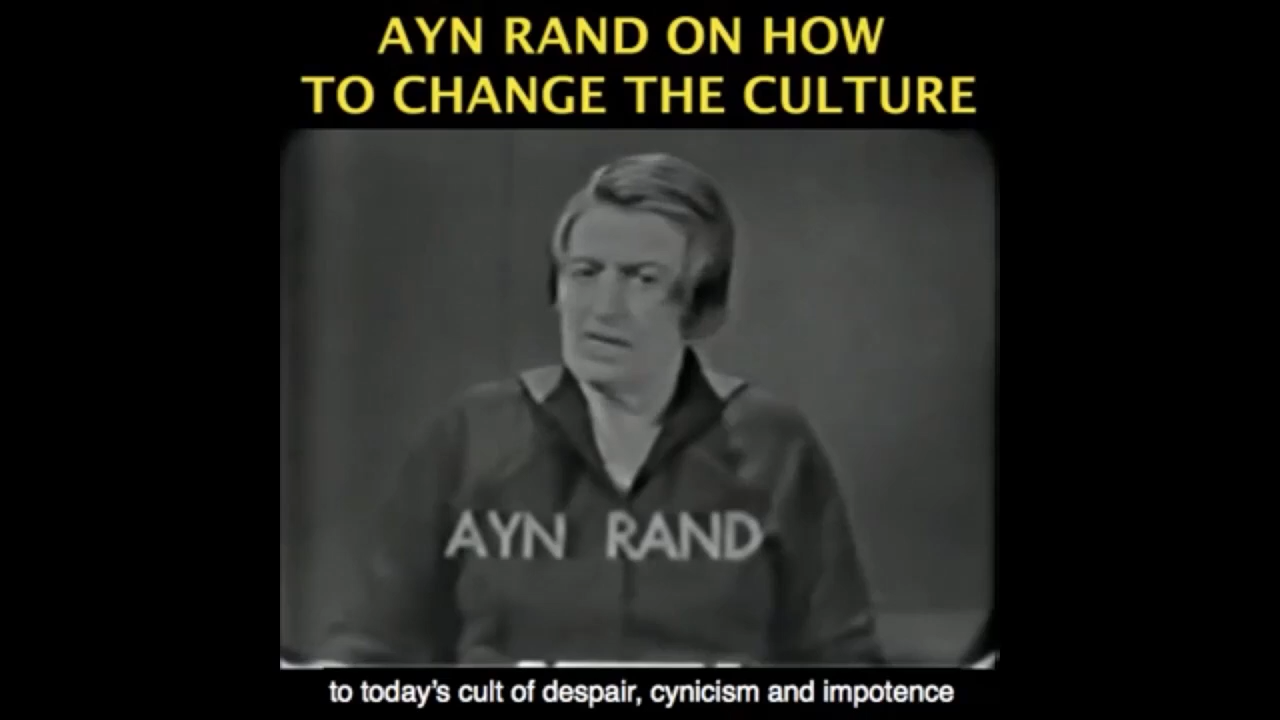 AYN RAND ON HOW
TO CHANGE THE CULTURE
AYN RAND
to today's cult of despair, cynicism and impotence